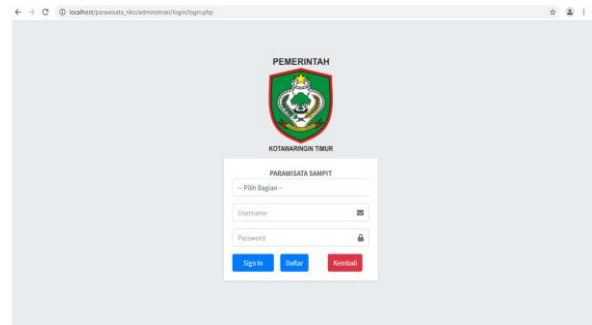 localhost/parawisata_riko/administrasi/login/login.php
PEMERINTAH
KOTAWARINGIN TIMUR
PARAWISATA SAMPIT
-- Pilih Bagian --
Username
Password
Sign In Daftar Kembali